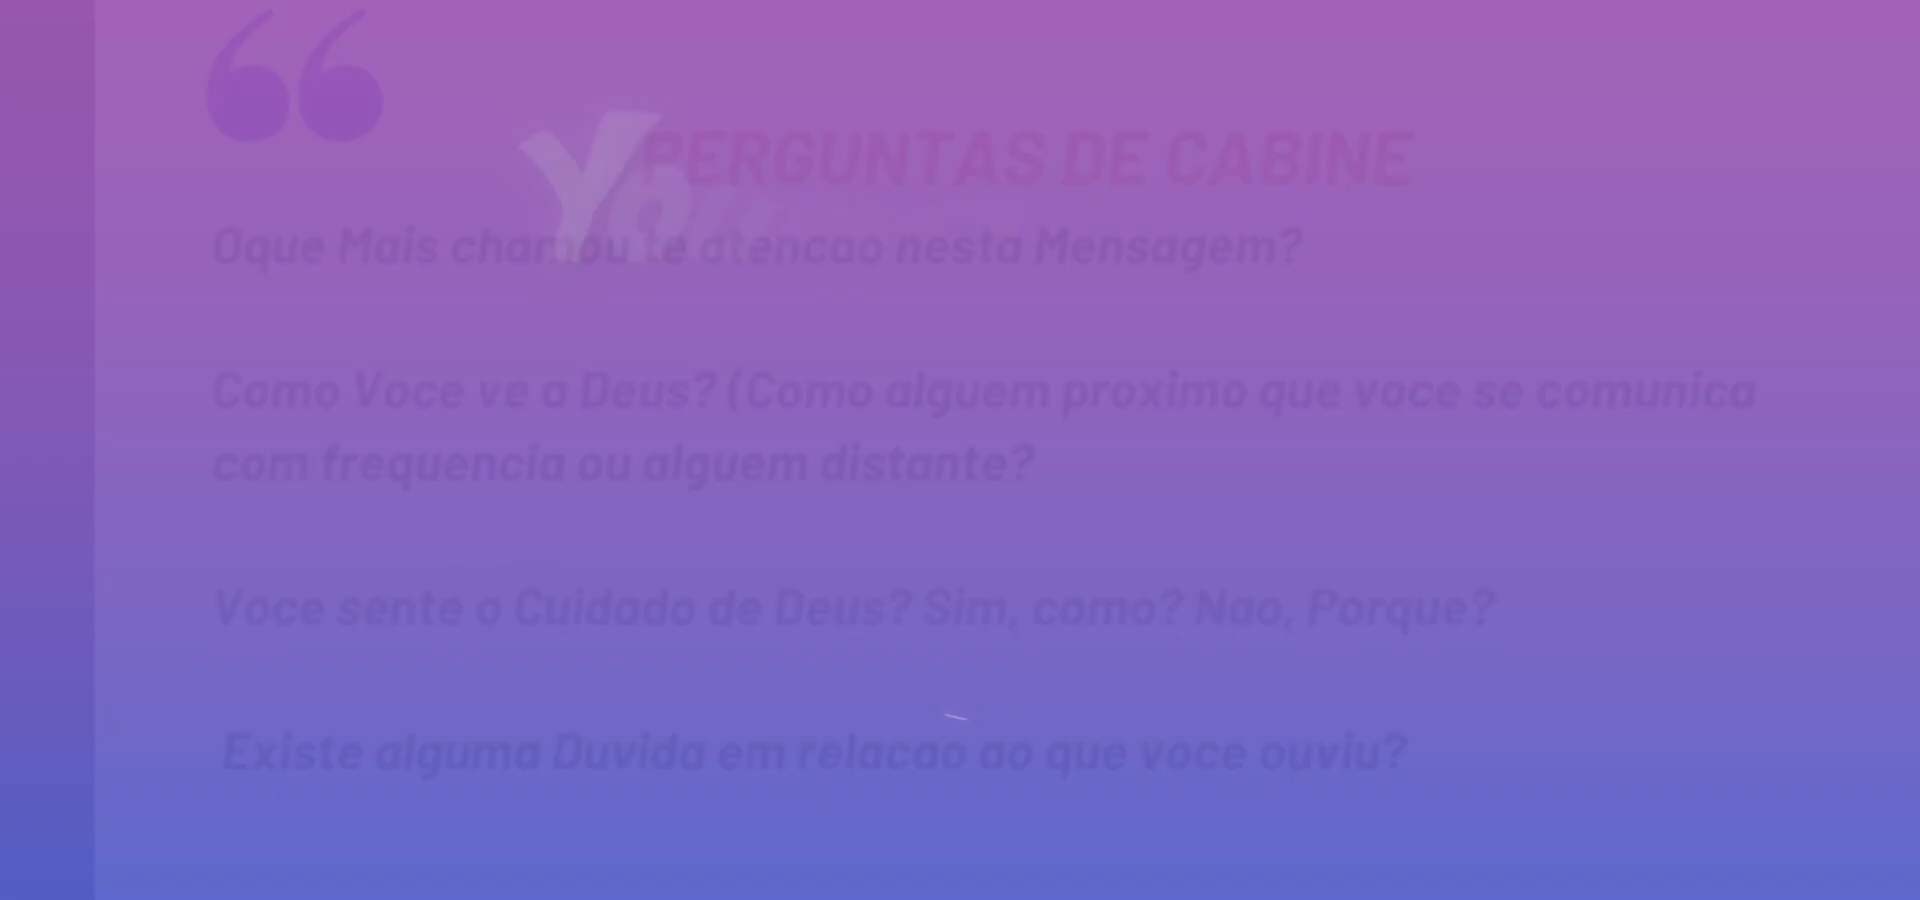 PERGUNTAS DE CABINE
Oque Mais chamou te atencao nesta Mensagem?
Como Voce ve a Deus? (Como alguem proximo que voce se comunica
com frequencia ou alguem distante?
Voce sente o Cuidado de Deus? Sim, como? Nao, Porque?
Existe alguma Duvida em relacao ao que voce ouviu?